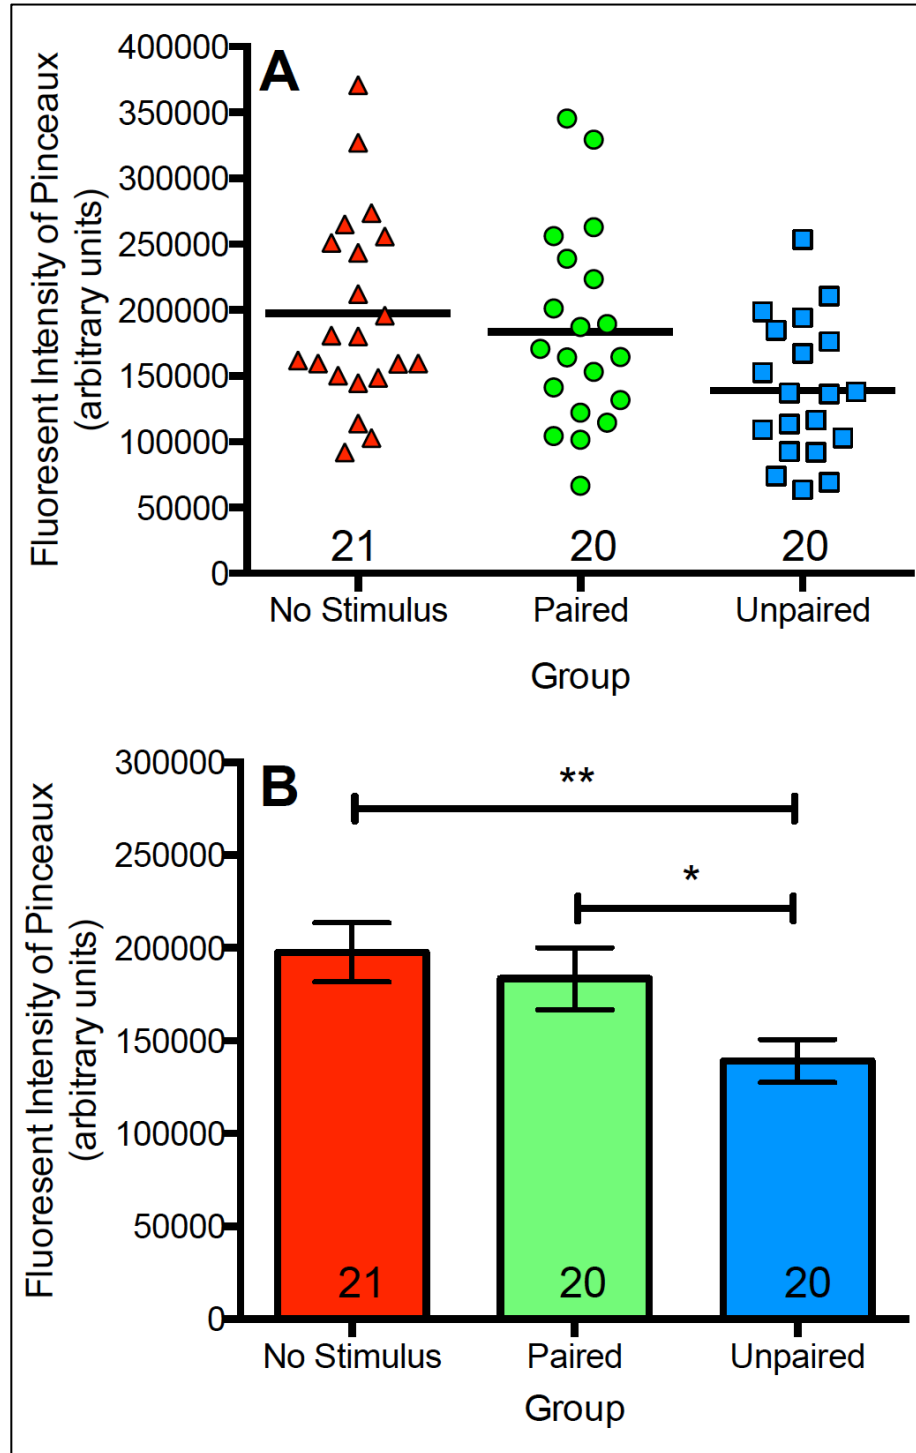 A
400000
350000
300000
250000
200000
150000
100000
50000
0
Fluoresent Intensity of Pinceaux
(arbitrary units)
21
20
20
No Stimulus
Paired
Unpaired
Group
B
300000
250000
200000
150000
100000
50000
0
Fluoresent Intensity of Pinceaux
(arbitrary units)
**
*
21
20
20
No Stimulus
Paired
Unpaired
Group